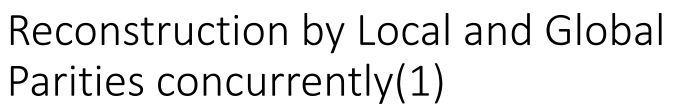 Reconstruction by Local and Global
Parities concurrently(1)